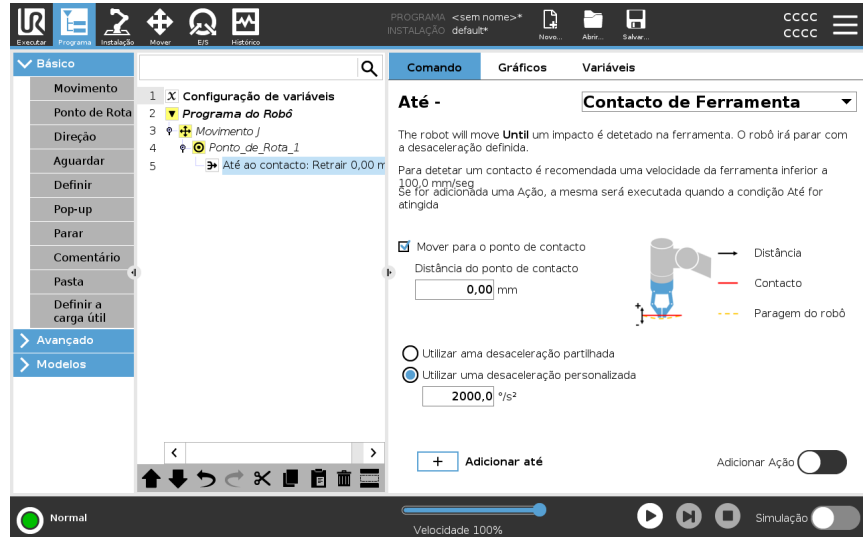 UR
Executar
Programa
Instalação
Mover
E/S
Histórico
PROGRAMA <sem nome>*
INSTALAÇÃO default*
Novo...
Abrir...
Salvar...
cccc
cccc
Básico
Movimento
Ponto de Rota
Direção
Aguardar
Definir
Pop-up
Parar
Comentário
Pasta
Definir a
carga útil
Avançado
Modelos
1 X Configuração de variáveis
2 Programa do Robô
3 Movimento J
4 Ponto_de_Rota_1
5 Até ao contacto: Retrair 0,00 m
Comando Gráficos Variáveis
Até - Contacto de Ferramenta
The robot will move Until um impacto é detetado na ferramenta. O robô irá parar com
a desaceleração definida.
Para detetar um contacto é recomendada uma velocidade da ferramenta inferior a
100,0 mm/seg
Se for adicionada uma Ação, a mesma será executada quando a condição Até for
atingida
Mover para o ponto de contacto
Distância do ponto de contacto
0,00 mm
+
-
Distância
Contacto
Paragem do robô
Utilizar ama desaceleração partilhada
Utilizar uma desaceleração personalizada
2000,0 °/s²
+ Adicionar até
Adicionar Ação
Normal
Velocidade 100%
Simulação